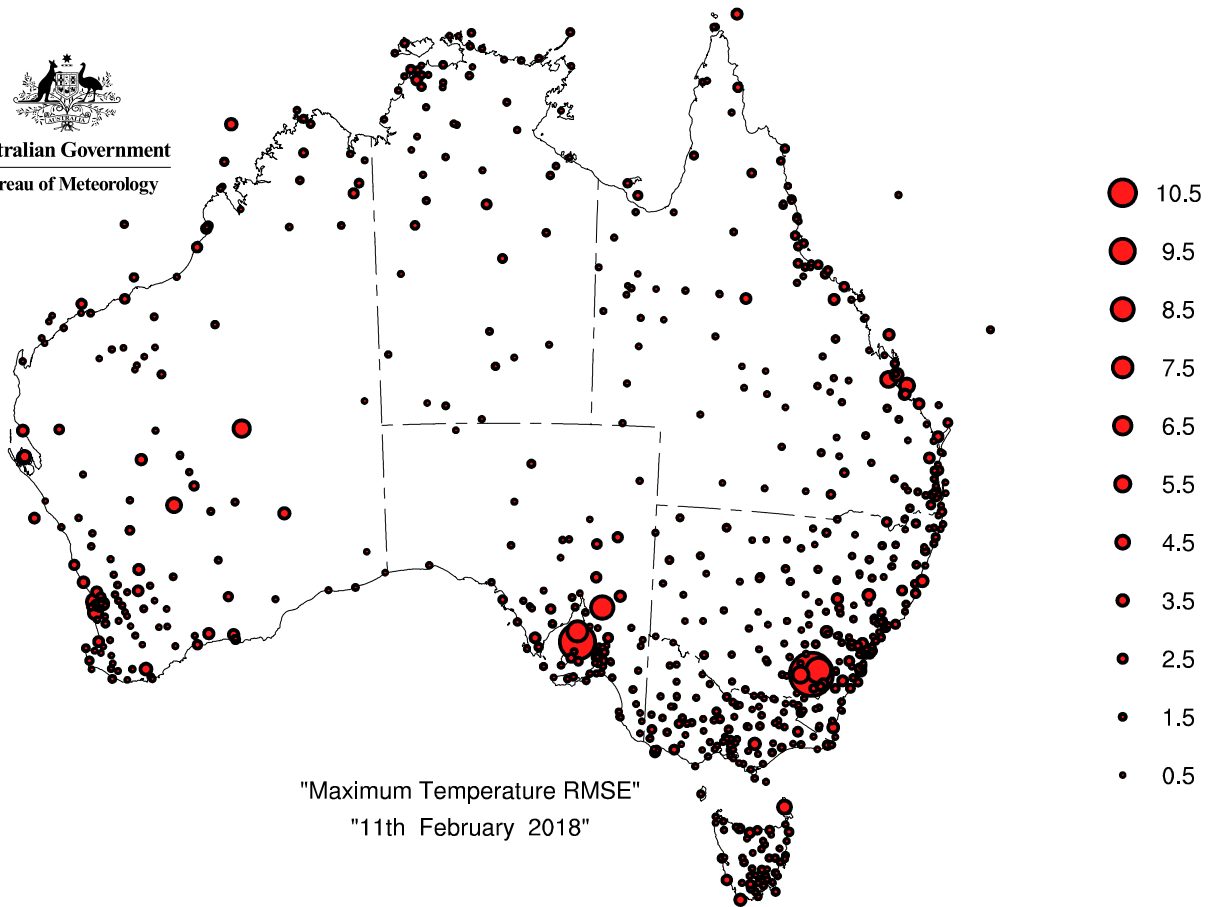 AUSTRALIA
tralian Government
reau of Meteorology
10.5
9.5
8.5
7.5
6.5
5.5
4.5
3.5
2.5
1.5
0.5
"Maximum Temperature RMSE"
"11th February 2018"